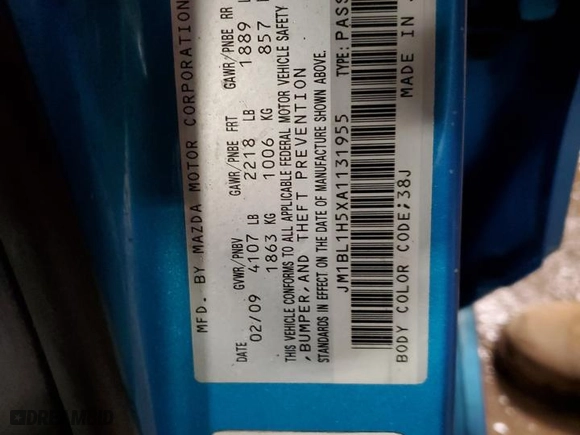 MFD. BY MAZDA MOTOR CORPORATION
DATE GVWR/PNBV GAWR/PNBE FRT GAWR/PNBE RR
02/09 4107 LB 2218 LB 1889 L
1863 KG 1006 KG 857
THIS VEHICLE CONFORMS TO ALL APPLICABLE FEDERAL MOTOR VEHICLE SAFETY
,BUMPER, AND THEFT PREVENTION
STANDARDS IN EFFECT ON THE DATE OF MANUFACTURE SHOWN ABOVE.
JM1BL1H5XA1131955 TYPE: PASS
BODY COLOR CODE;38J MADE IN
DREAMBID